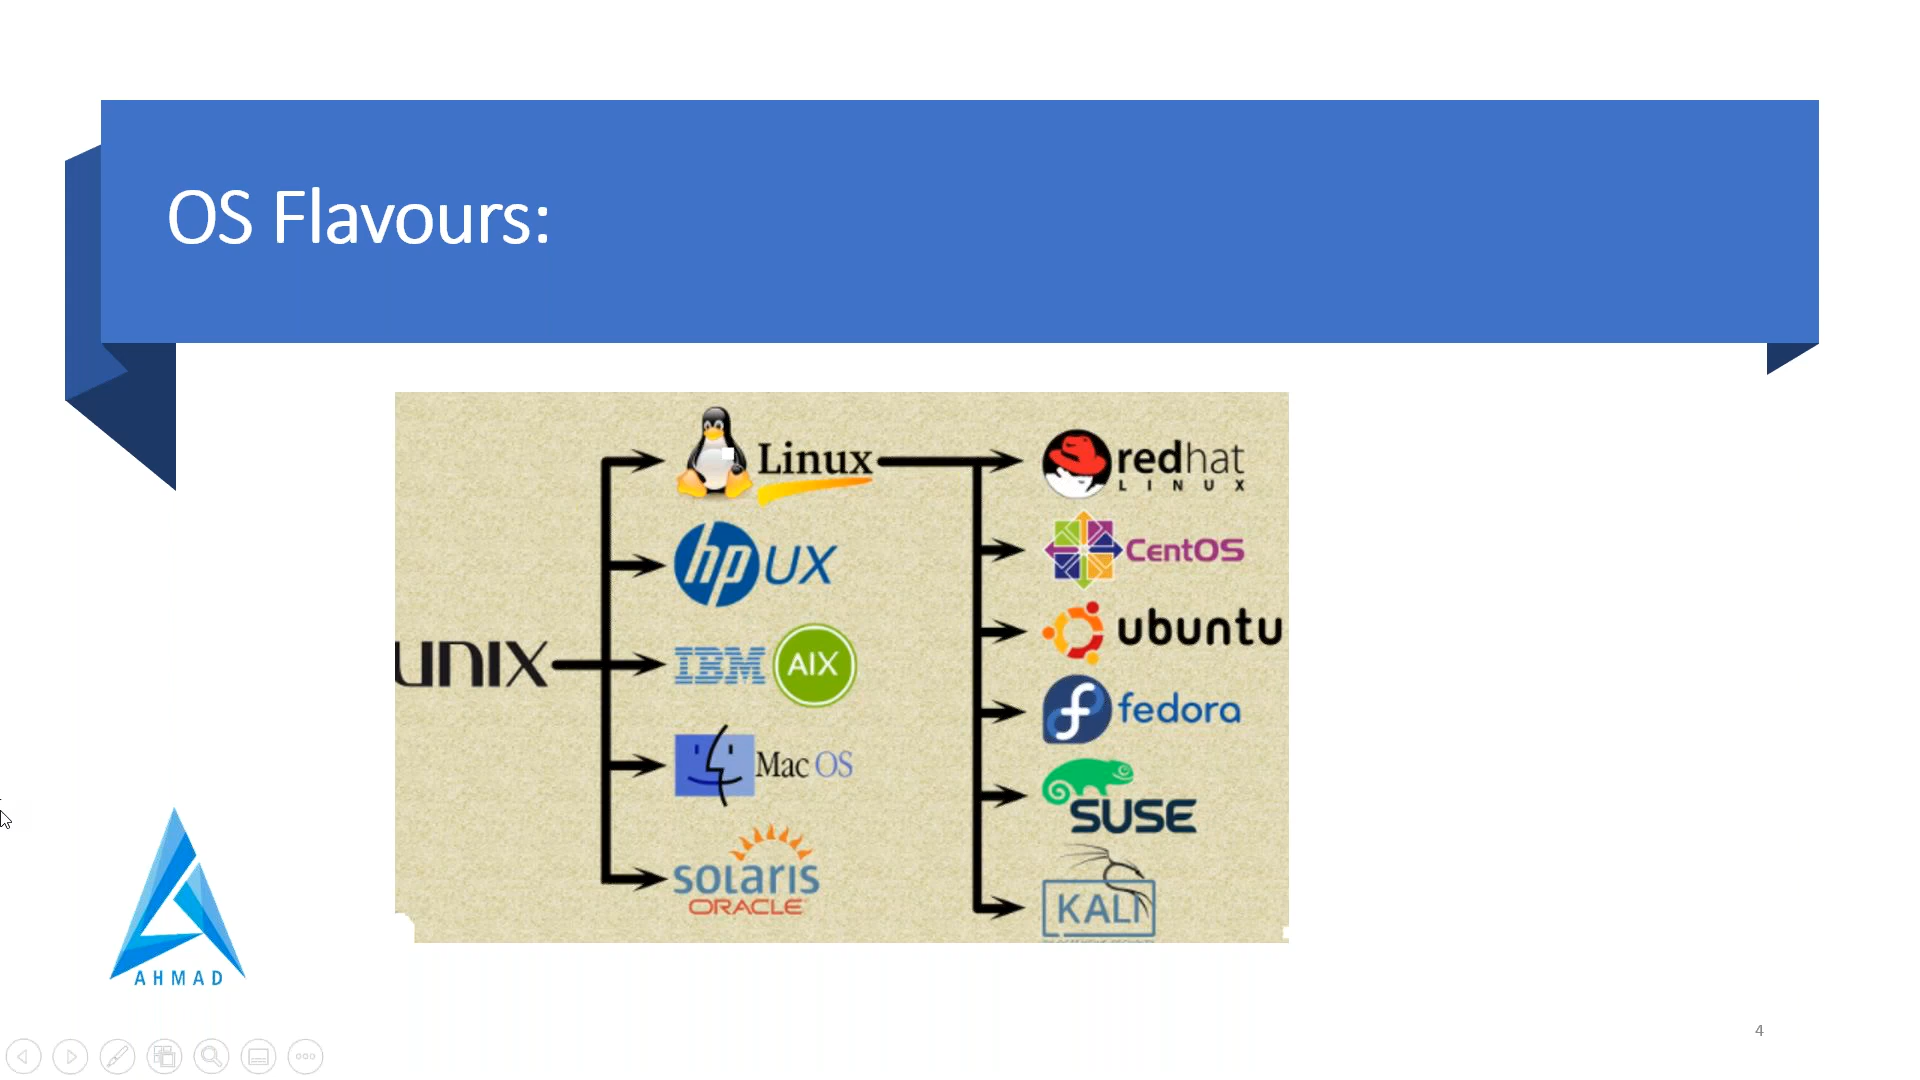 OS Flavours:
Linux
redhat
LINUX
hp UX
CentOS
ubuntu
UNIX
IBM AIX
fedora
Mac OS
SUSE
solaris
ORACLE
KALI
AHMAD
4